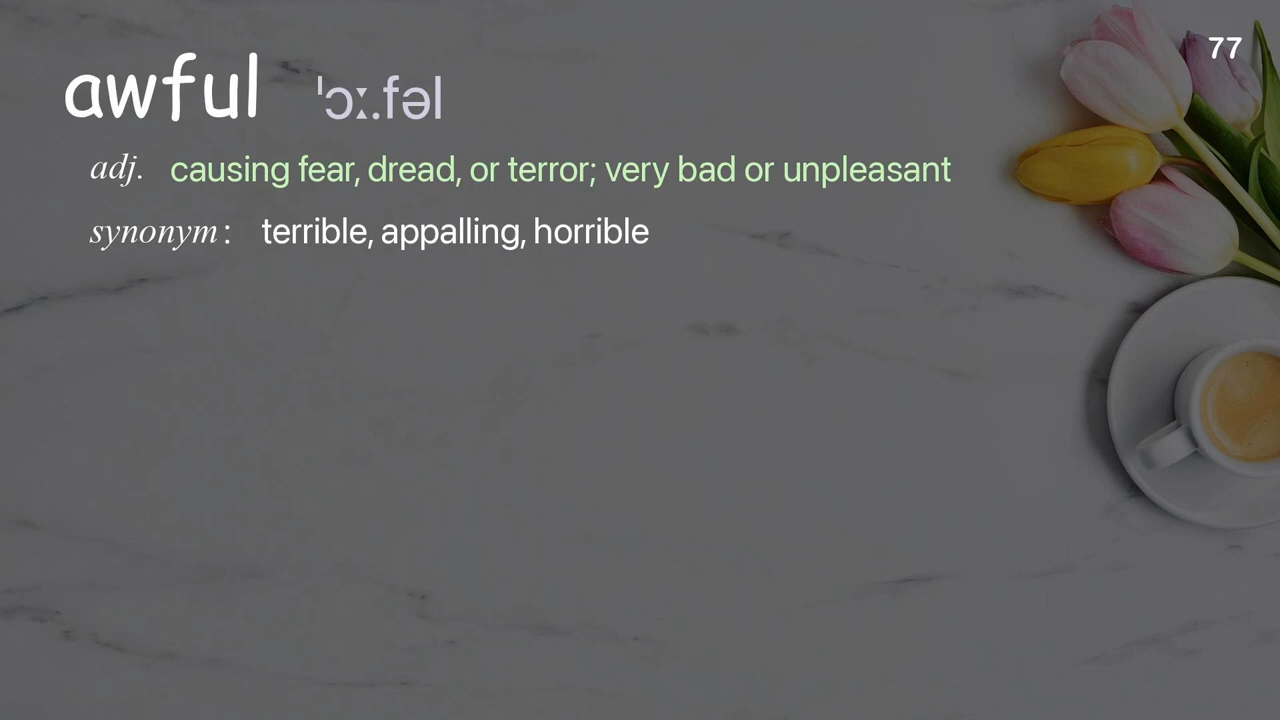 77
awful ˈɔː.fəl
adj. causing fear, dread, or terror; very bad or unpleasant
synonym: terrible, appalling, horrible